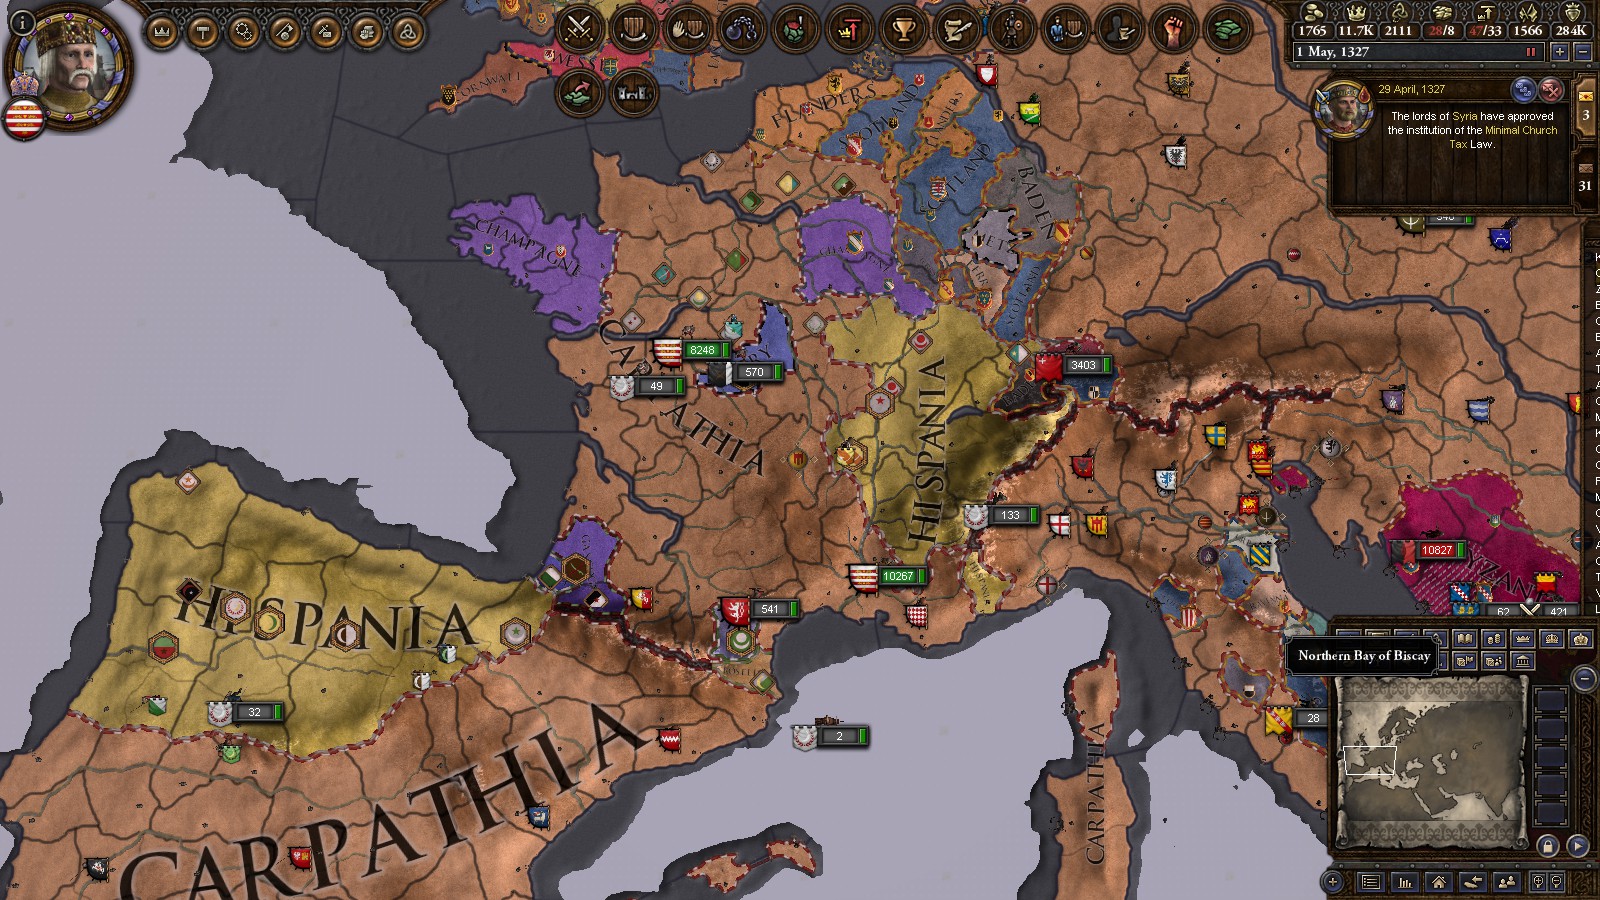 1765 11.7K 2111 28/8 47/33 1566 284K
1 May, 1327
29 April, 1327
The lords of Syria have approved
the institution of the Minimal Church
Tax Law.
3
31
CORNWALL
FLANDERS
SCOTLAND
BADEN
METZ
CHAMPAGNE
SCOTLAND
CARPATHIA
8248
570
49
3403
HISPANIA
133
10267
541
10827
62
421
HISPANIA
32
2
28
Northern Bay of Biscay
CARPATHIA
CARPATHIA